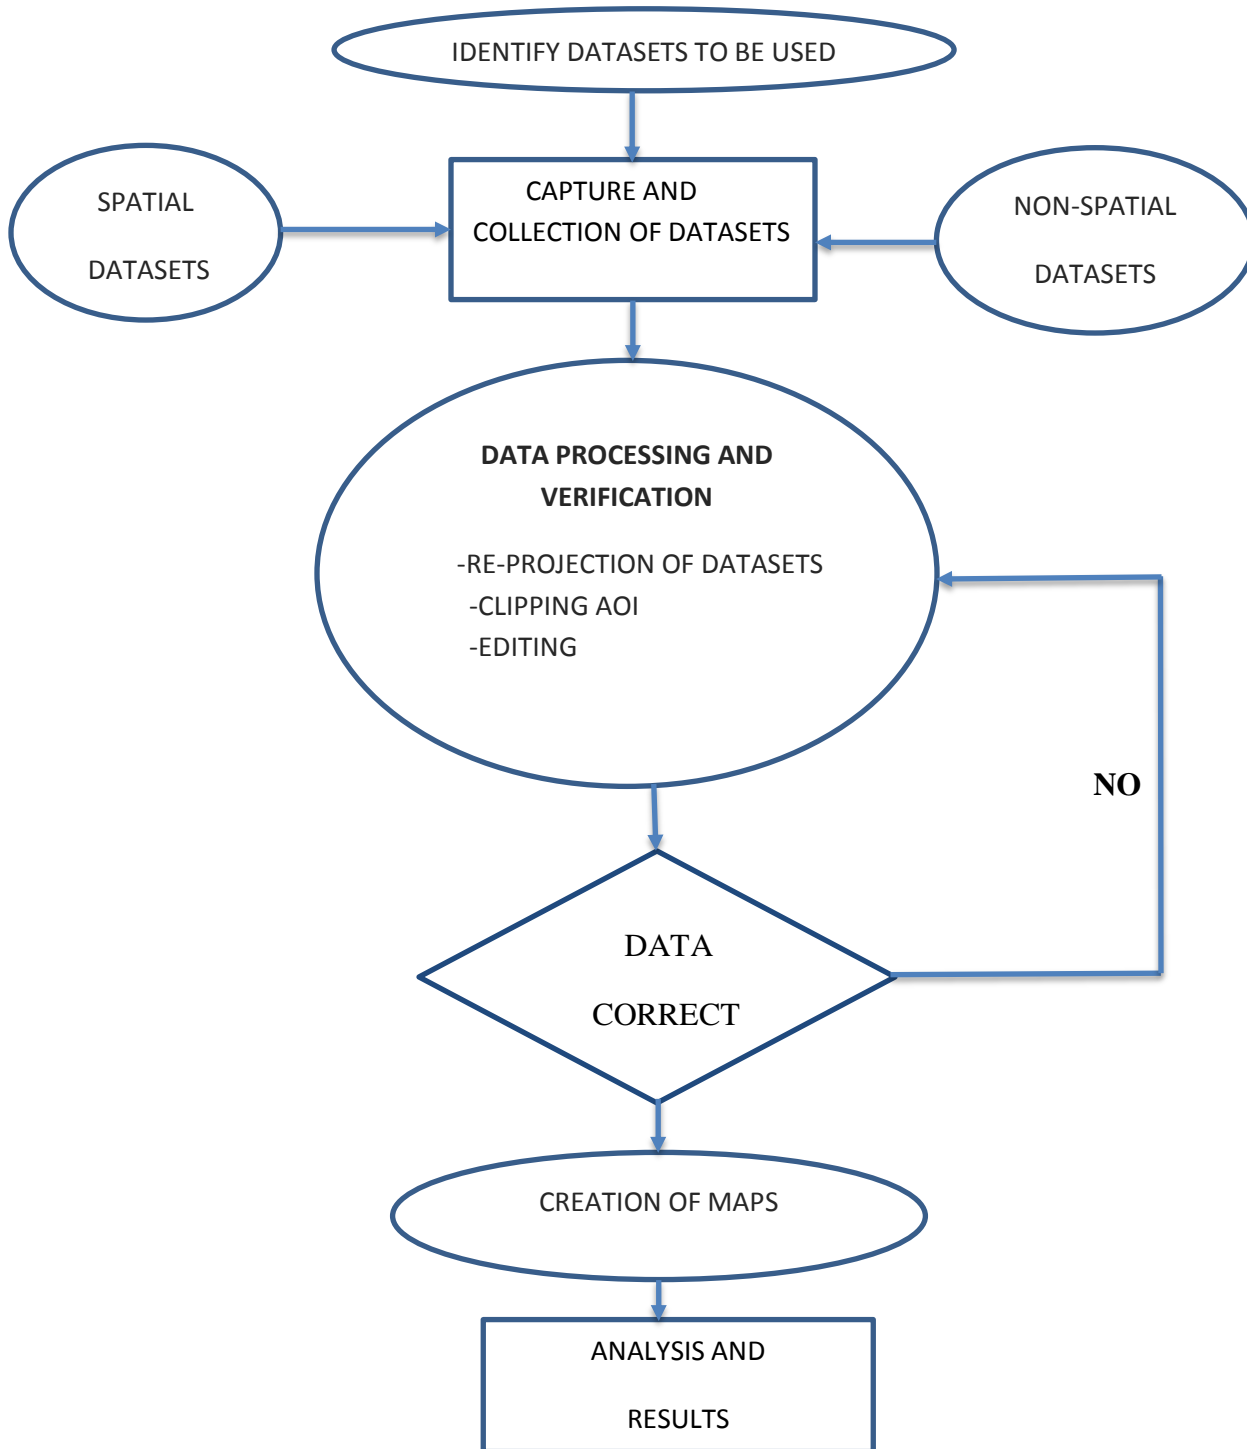 IDENTIFY DATASETS TO BE USED
SPATIAL
DATASETS
CAPTURE AND
COLLECTION OF DATASETS
NON-SPATIAL
DATASETS
DATA PROCESSING AND
VERIFICATION
-RE-PROJECTION OF DATASETS
-CLIPPING AOI
-EDITING
NO
DATA
CORRECT
CREATION OF MAPS
ANALYSIS AND
RESULTS